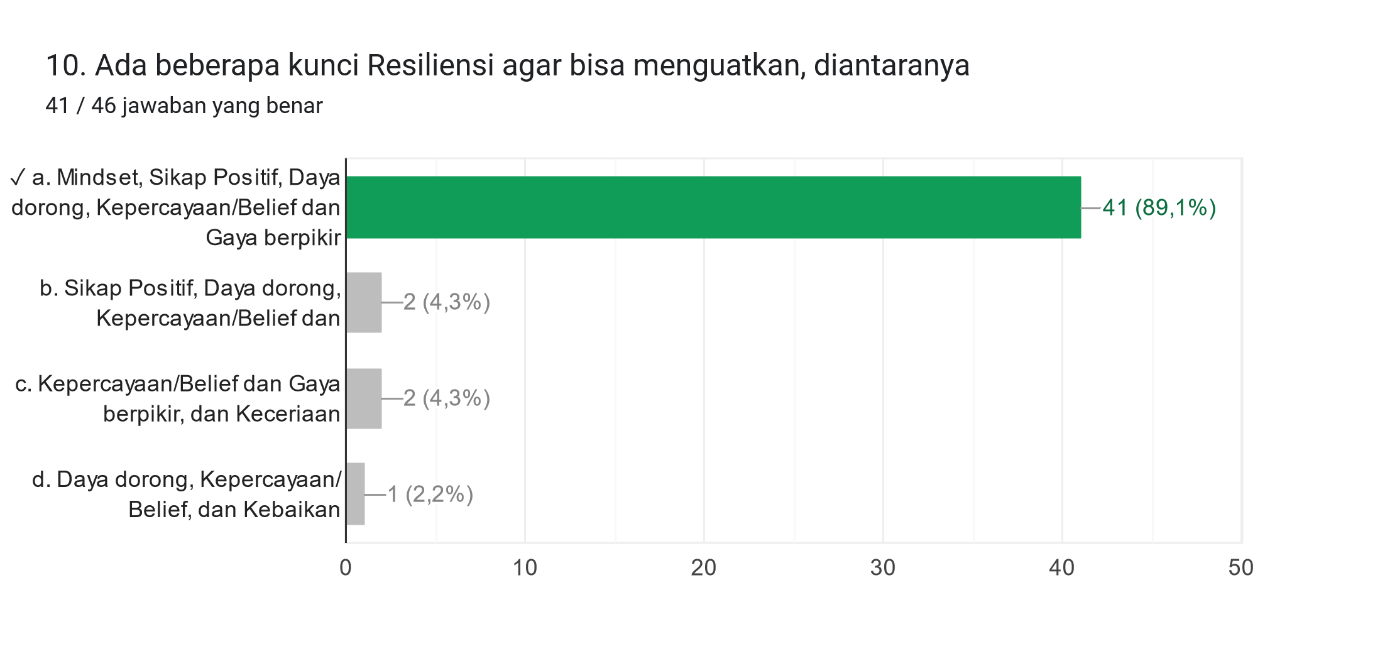 10. Ada beberapa kunci Resiliensi agar bisa menguatkan, diantaranya
41 / 46 jawaban yang benar
✓ a. Mindset, Sikap Positif, Daya
dorong, Kepercayaan/Belief dan
Gaya berpikir
41 (89,1%)
b. Sikap Positif, Daya dorong,
Kepercayaan/Belief dan
2 (4,3%)
c. Kepercayaan/Belief dan Gaya
berpikir, dan Keceriaan
2 (4,3%)
d. Daya dorong, Kepercayaan/
Belief, dan Kebaikan
1 (2,2%)
0 10 20 30 40 50